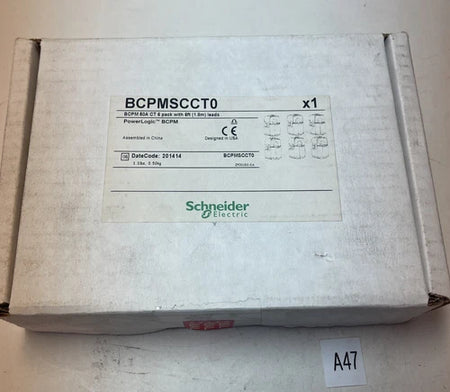 BCPMSCCT0 x1
BCPM 60A CT 6 pack with 6ft (1.8m) leads
PowerLogic™ BCPM
CE
Assembled in China Designed in USA
DateCode: 201414 BCPMSCCT0
Schneider
Electric
A47